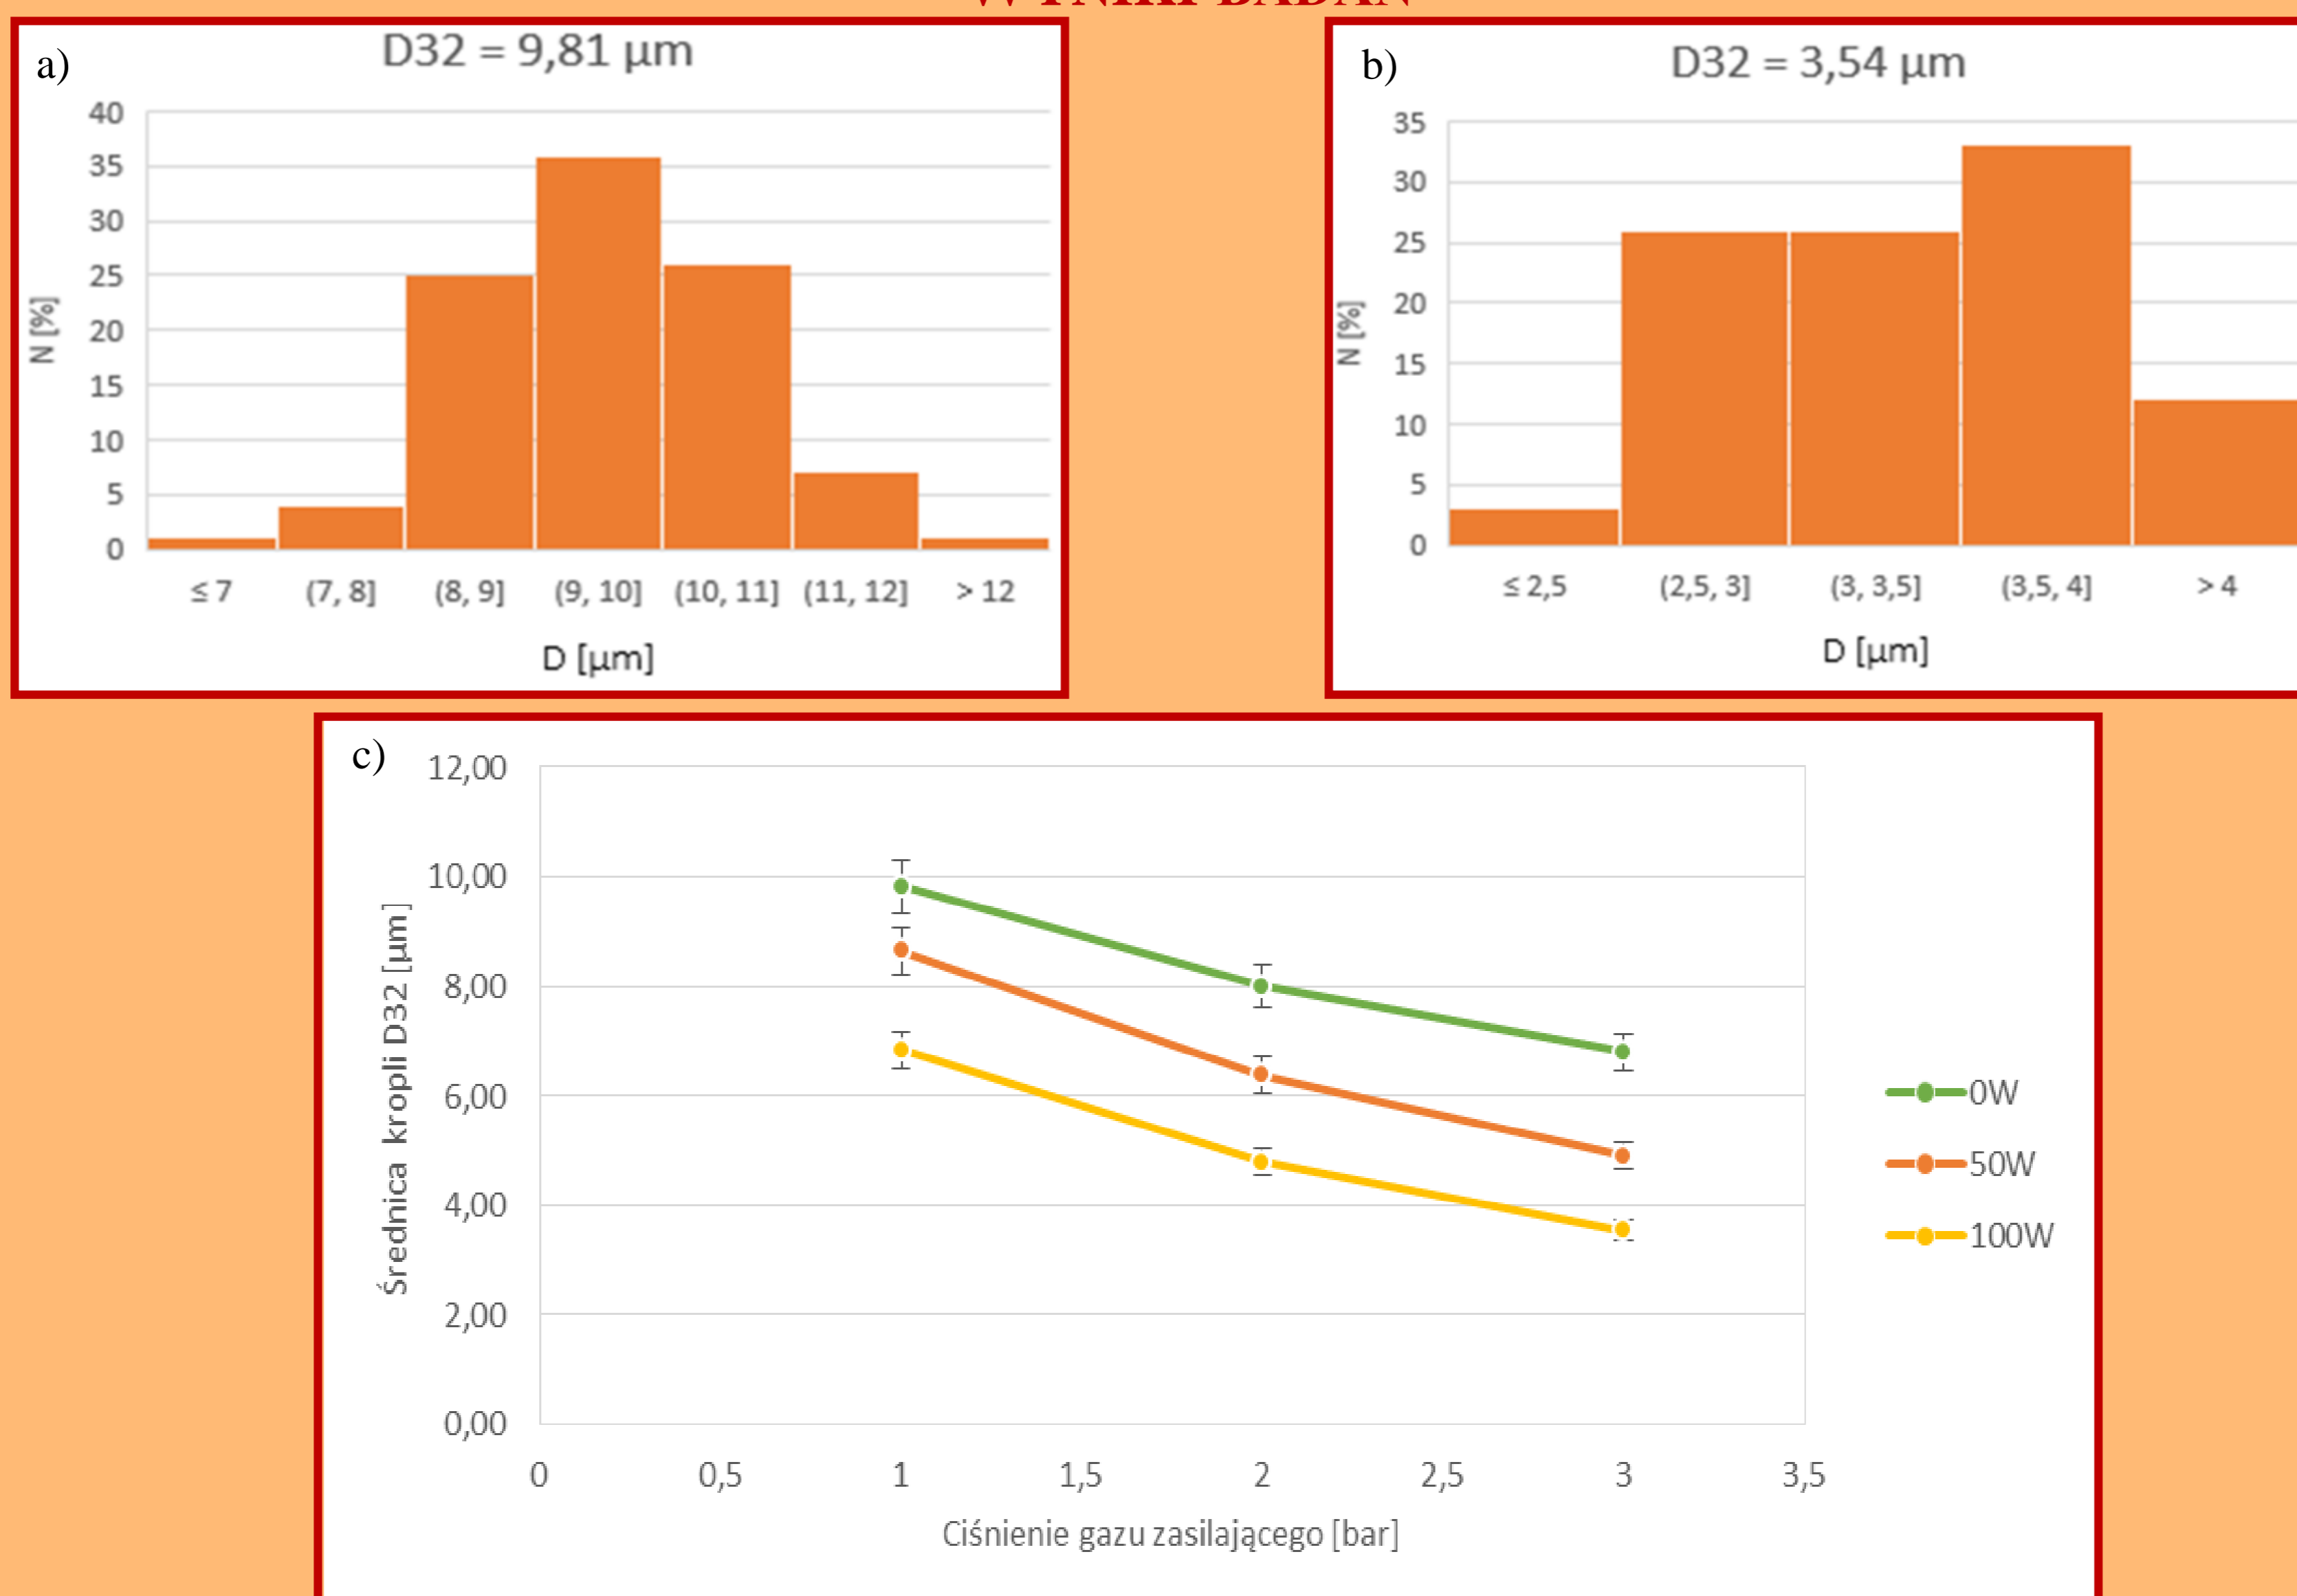 WYNIKI BADAŃ
a)
D32 = 9,81 µm
40
35
30
25
20
15
10
5
0
N [%]
≤ 7 (7, 8] (8, 9] (9, 10] (10, 11] (11, 12] > 12
D [µm]
b)
D32 = 3,54 µm
35
30
25
20
15
10
5
0
N [%]
≤ 2,5 (2,5, 3] (3, 3,5] (3,5, 4] > 4
D [µm]
c)
12,00
10,00
8,00
6,00
4,00
2,00
0,00
Średnica kropli D32 [µm]
0 0,5 1 1,5 2 2,5 3 3,5
Ciśnienie gazu zasilającego [bar]
0W
50W
100W